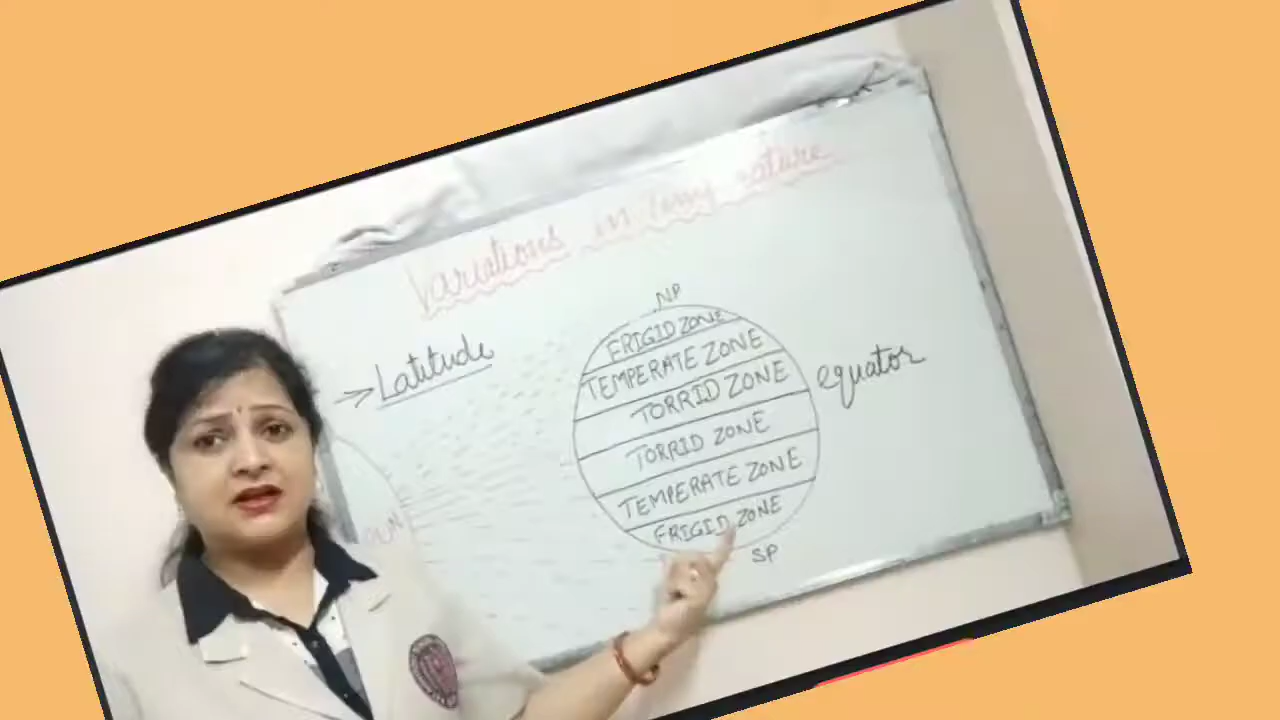 Variations in Temperature
NP
→ Latitude
FRIGID ZONE
TEMPERATE ZONE
TORRID ZONE
equator
TORRID ZONE
TEMPERATE ZONE
FRIGID ZONE
SUN
SP